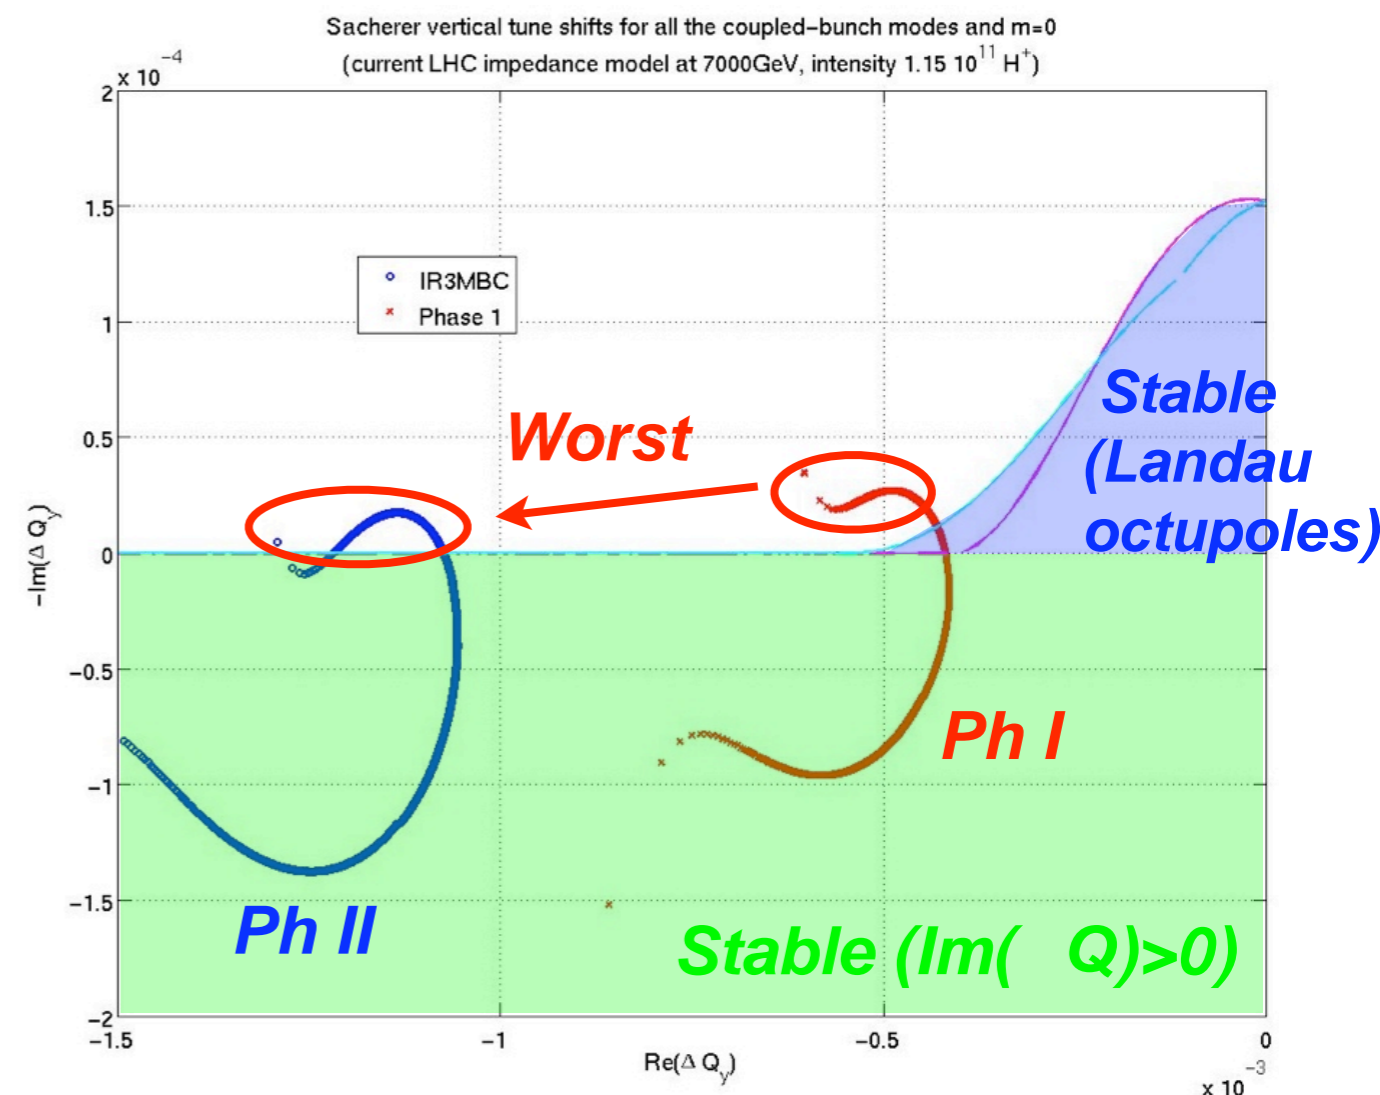 Sacherer vertical tune shifts for all the coupled-bunch modes and m=0
(current LHC impedance model at 7000GeV, intensity 1.15 10^11 H^+)
x 10^-4
2
1.5
1
0.5
0
-0.5
-1
-1.5
-2
-Im(Δ Q_y)
IR3MBC
Phase 1
Worst
Stable
(Landau
octupoles)
Ph I
Ph II
Stable (Im( Q)>0)
-1.5
-1
-0.5
0
Re(Δ Q_y)
x 10^-3